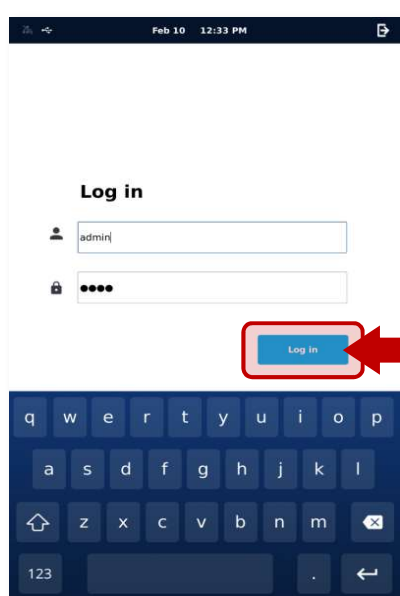 Feb 10 12:33 PM
Log in
admin
Log in
q w e r t y u i o p
a s d f g h j k l
z x c v b n m
123 .